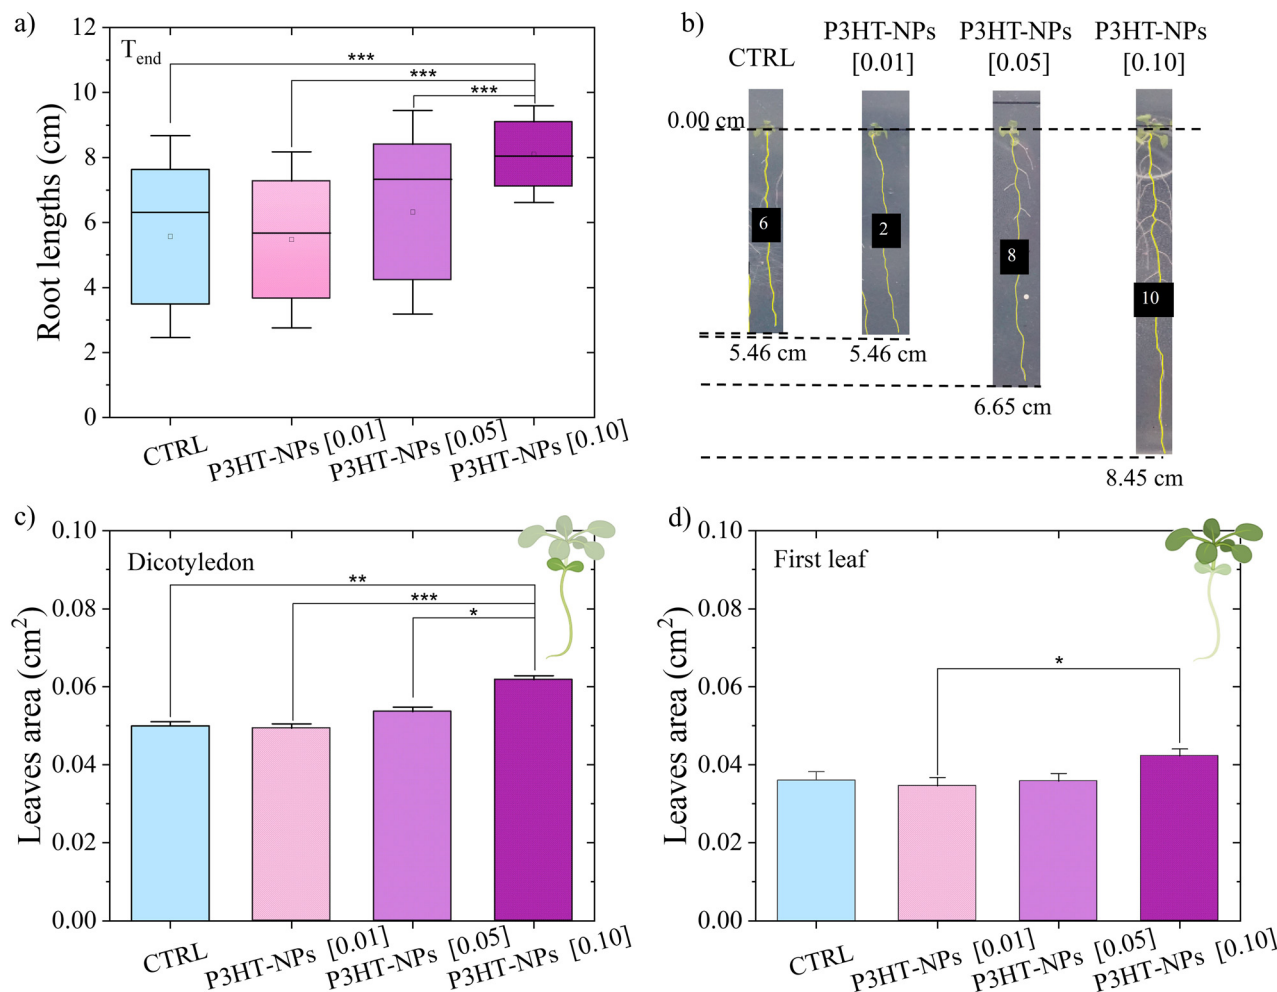 a)
T_end
Root lengths (cm)
12
10
8
6
4
2
0
***
***
***
CTRL
P3HT-NPs [0.01]
P3HT-NPs [0.05]
P3HT-NPs [0.10]
b)
CTRL
P3HT-NPs
[0.01]
P3HT-NPs
[0.05]
P3HT-NPs
[0.10]
0.00 cm
6
2
8
10
5.46 cm
5.46 cm
6.65 cm
8.45 cm
c)
Dicotyledon
Leaves area (cm²)
0.10
0.08
0.06
0.04
0.02
0.00
**
***
*
CTRL
P3HT-NPs [0.01]
P3HT-NPs [0.05]
P3HT-NPs [0.10]
d)
First leaf
Leaves area (cm²)
0.10
0.08
0.06
0.04
0.02
0.00
*
CTRL
P3HT-NPs [0.01]
P3HT-NPs [0.05]
P3HT-NPs [0.10]